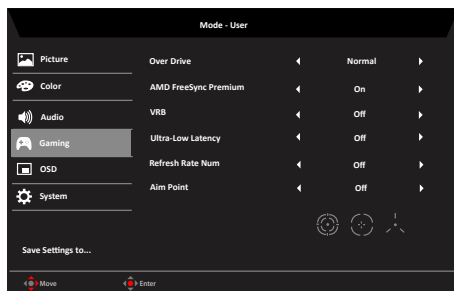 Mode - User
Picture
Color
Audio
Gaming
OSD
System
Save Settings to...
Over Drive Normal
AMD FreeSync Premium On
VRB Off
Ultra-Low Latency Off
Refresh Rate Num Off
Aim Point Off
Move Enter